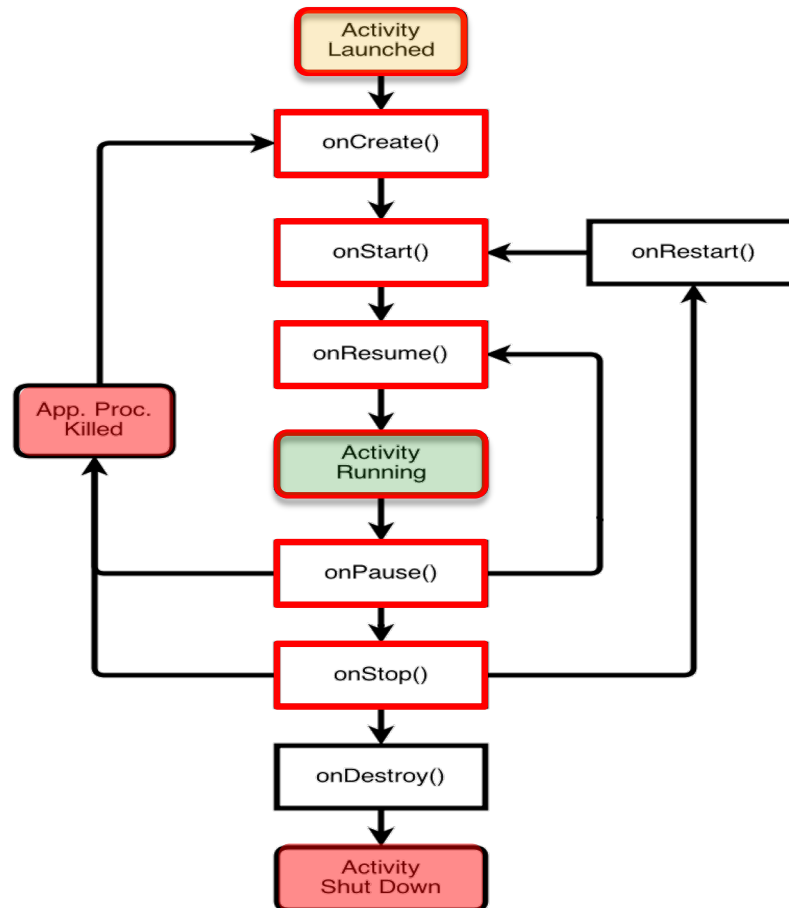 Activity
Launched
onCreate()
onStart()
onRestart()
onResume()
App. Proc.
Killed
Activity
Running
onPause()
onStop()
onDestroy()
Activity
Shut Down